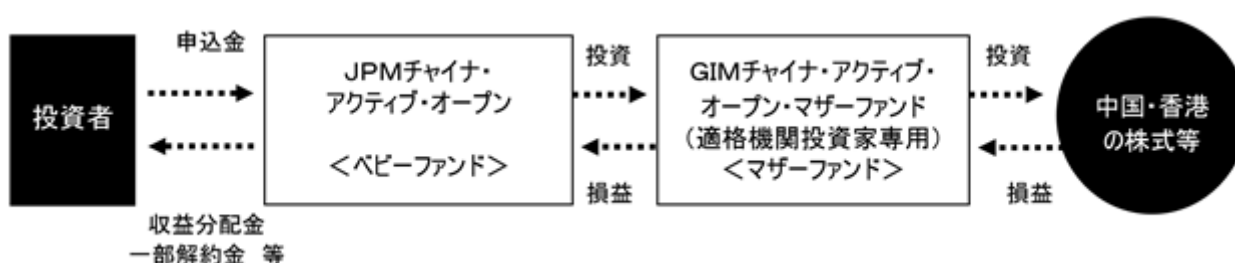 投資者
申込金
収益分配金
一部解約金 等
JPMチャイナ・
アクティブ・オープン
<ベビーファンド>
投資
損益
GIMチャイナ・アクティブ・
オープン・マザーファンド
(適格機関投資家専用)
<マザーファンド>
投資
損益
中国・香港
の株式等